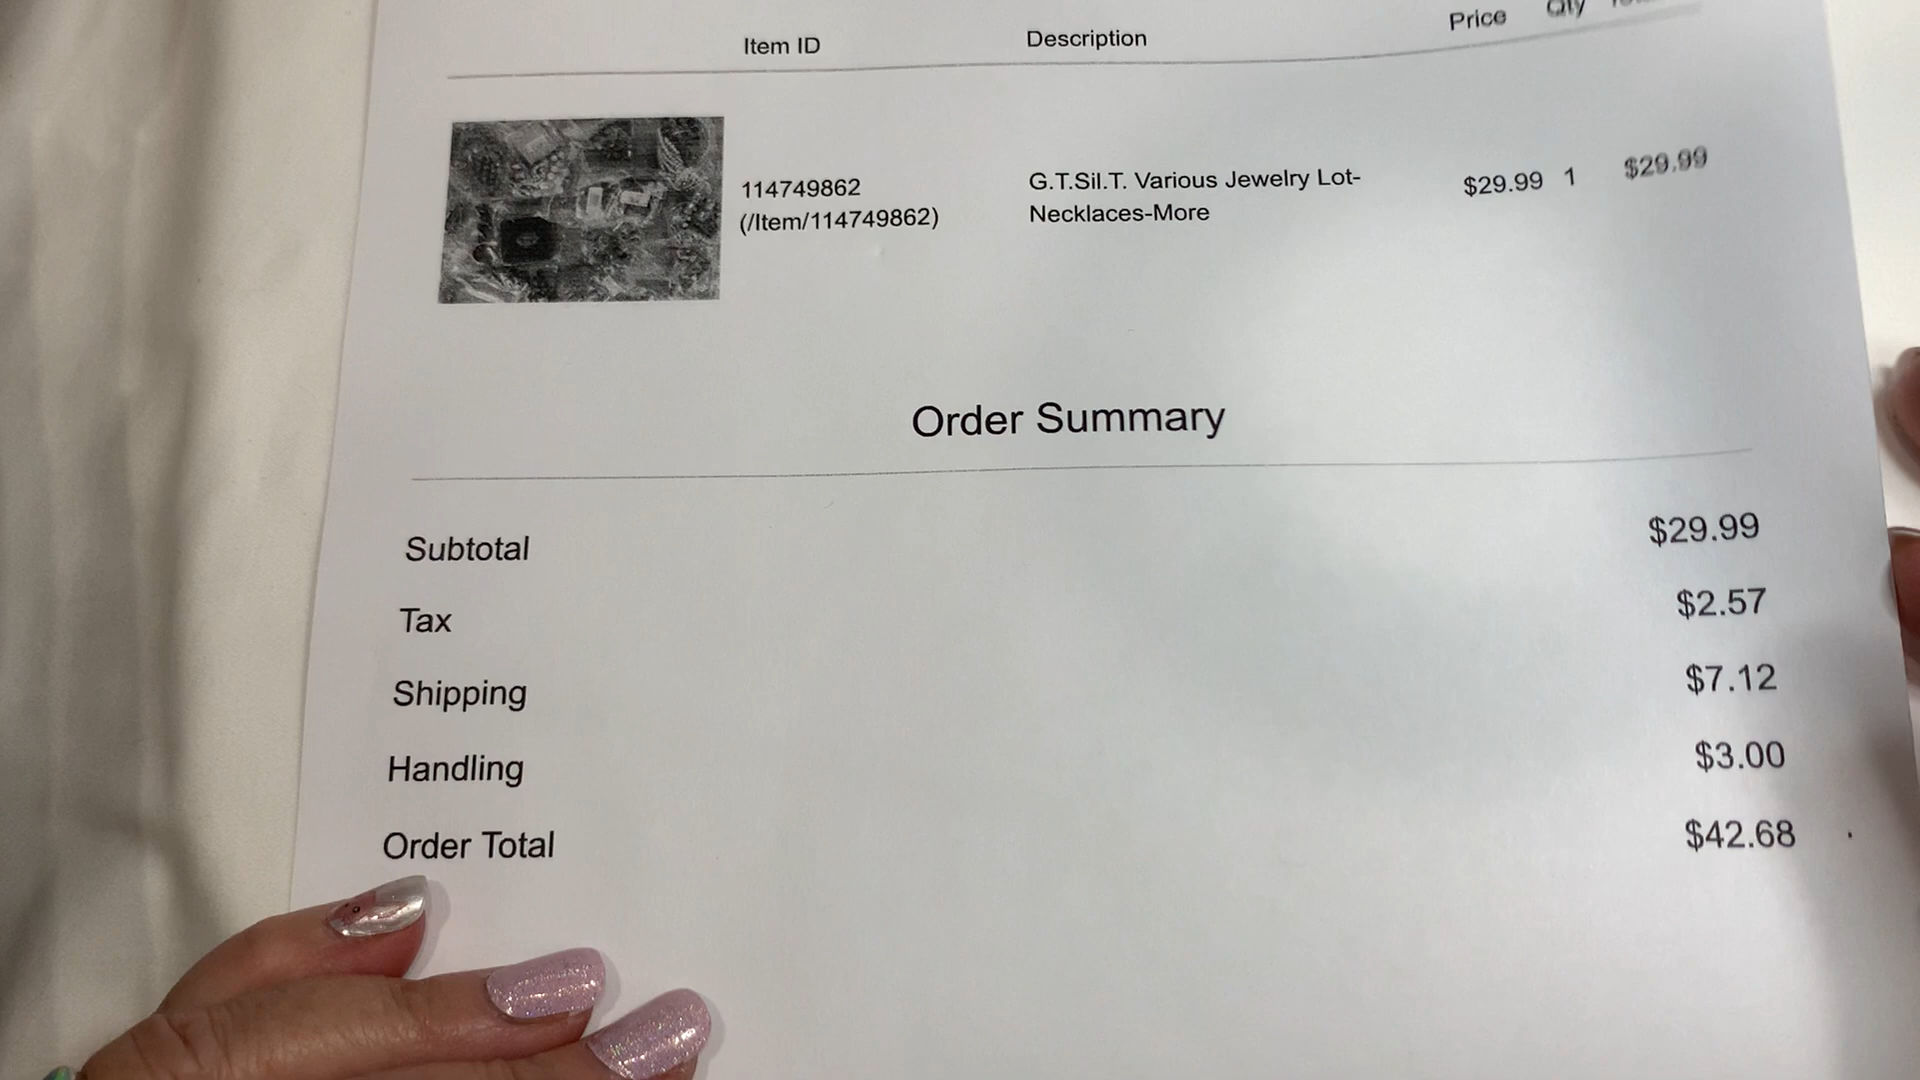 Item ID Description Price Qty
114749862 G.T.Sil.T. Various Jewelry Lot- $29.99 1 $29.99
(/Item/114749862) Necklaces-More
Order Summary
Subtotal $29.99
Tax $2.57
Shipping $7.12
Handling $3.00
Order Total $42.68